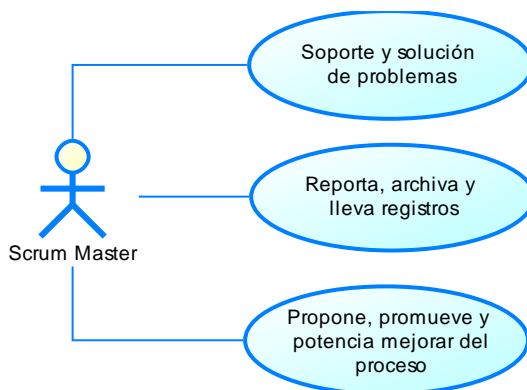 Soporte y solución
de problemas
Reporta, archiva y
lleva registros
Scrum Master
Propone, promueve y
potencia mejorar del
proceso